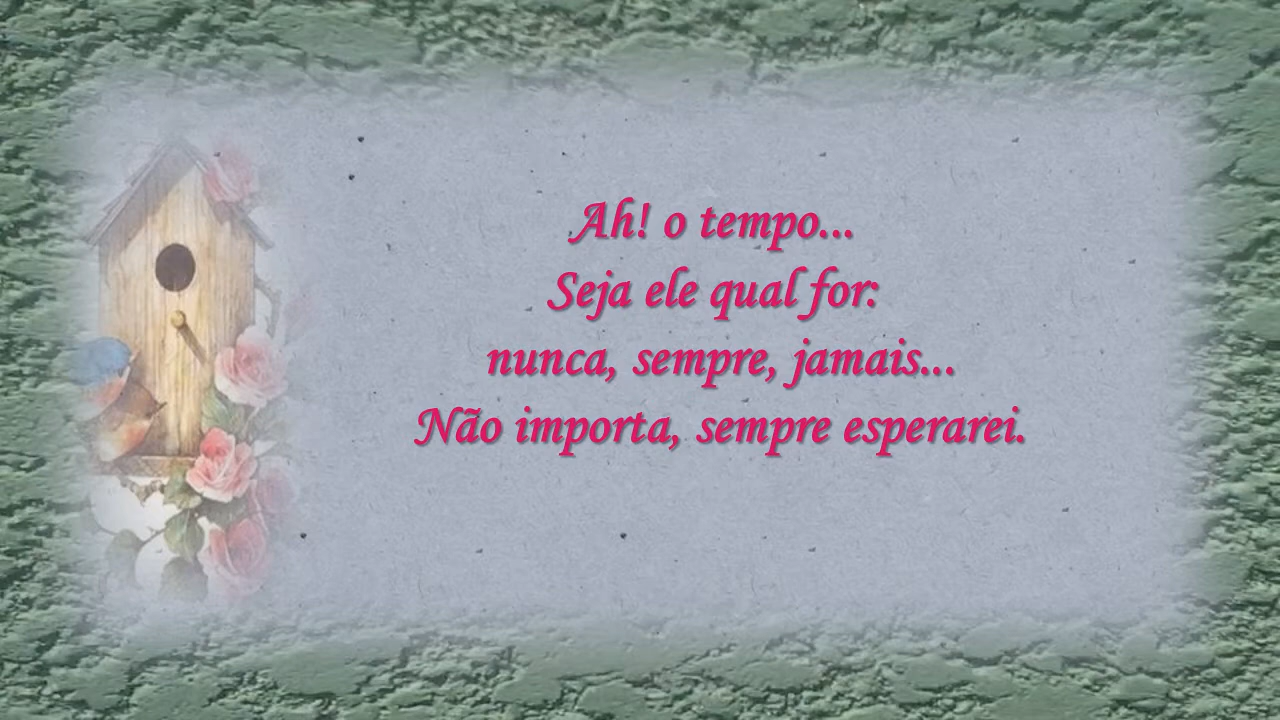 Ah! o tempo...
Seja ele qual for:
nunca, sempre, jamais...
Não importa, sempre esperarei.